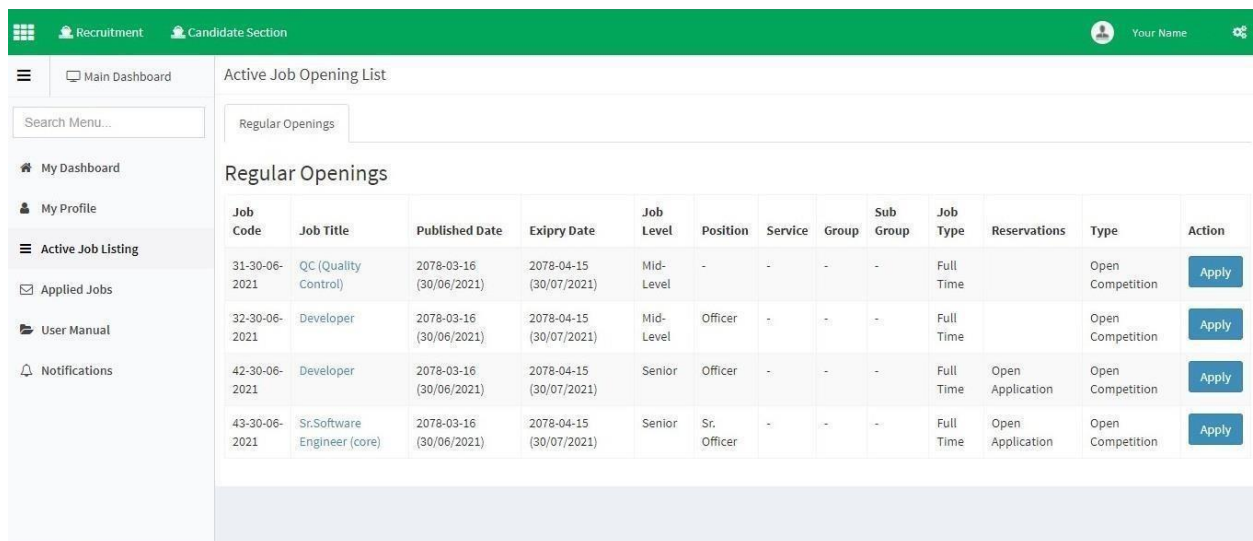 Recruitment Candidate Section Your Name
Main Dashboard
Active Job Opening List
Search Menu...
Regular Openings
My Dashboard
My Profile
Active Job Listing
Applied Jobs
User Manual
Notifications
Regular Openings
Job Code Job Title Published Date Exipry Date Job Level Position Service Group Sub Group Job Type Reservations Type Action
31-30-06-2021 QC (Quality Control) 2078-03-16 (30/06/2021) 2078-04-15 (30/07/2021) Mid-Level - - - - Full Time Open Competition Apply
32-30-06-2021 Developer 2078-03-16 (30/06/2021) 2078-04-15 (30/07/2021) Mid-Level Officer - - - Full Time Open Competition Apply
42-30-06-2021 Developer 2078-03-16 (30/06/2021) 2078-04-15 (30/07/2021) Senior Officer - - - Full Time Open Application Open Competition Apply
43-30-06-2021 Sr.Software Engineer (core) 2078-03-16 (30/06/2021) 2078-04-15 (30/07/2021) Senior Sr. Officer - - - Full Time Open Application Open Competition Apply